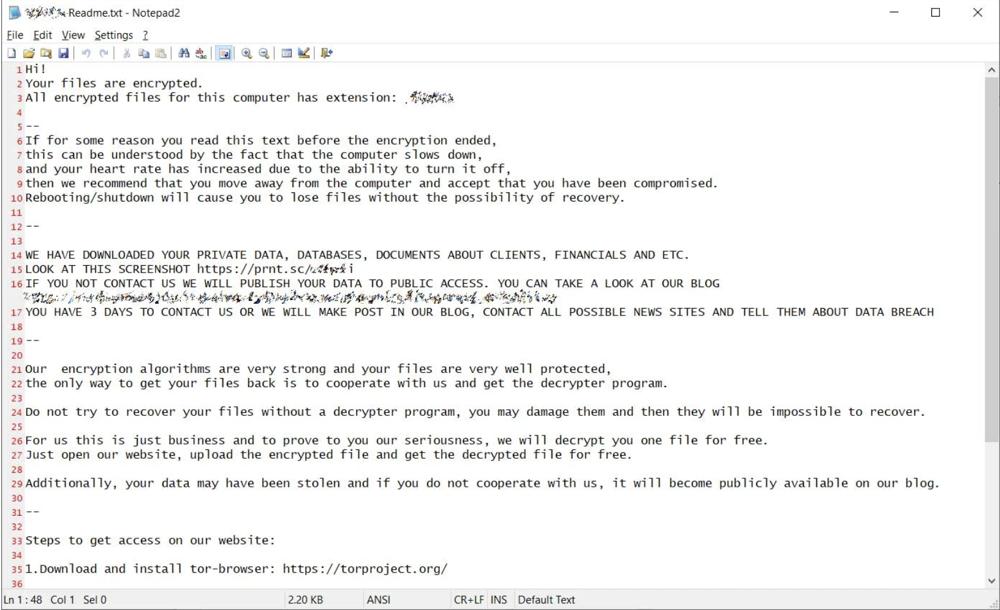 -Readme.txt - Notepad2
File Edit View Settings ?
1 Hi!
2 Your files are encrypted.
3 All encrypted files for this computer has extension: .
4
5 --
6 If for some reason you read this text before the encryption ended,
7 this can be understood by the fact that the computer slows down,
8 and your heart rate has increased due to the ability to turn it off,
9 then we recommend that you move away from the computer and accept that you have been compromised.
10 Rebooting/shutdown will cause you to lose files without the possibility of recovery.
11
12 --
13
14 WE HAVE DOWNLOADED YOUR PRIVATE DATA, DATABASES, DOCUMENTS ABOUT CLIENTS, FINANCIALS AND ETC.
15 LOOK AT THIS SCREENSHOT https://prnt.sc/
16 IF YOU NOT CONTACT US WE WILL PUBLISH YOUR DATA TO PUBLIC ACCESS. YOU CAN TAKE A LOOK AT OUR BLOG
17 YOU HAVE 3 DAYS TO CONTACT US OR WE WILL MAKE POST IN OUR BLOG, CONTACT ALL POSSIBLE NEWS SITES AND TELL THEM ABOUT DATA BREACH
18
19 --
20
21 Our  encryption algorithms are very strong and your files are very well protected,
22 the only way to get your files back is to cooperate with us and get the decrypter program.
23
24 Do not try to recover your files without a decrypter program, you may damage them and then they will be impossible to recover.
25
26 For us this is just business and to prove to you our seriousness, we will decrypt you one file for free.
27 Just open our website, upload the encrypted file and get the decrypted file for free.
28
29 Additionally, your data may have been stolen and if you do not cooperate with us, it will become publicly available on our blog.
30
31 --
32
33 Steps to get access on our website:
34
35 1.Download and install tor-browser: https://torproject.org/
36
Ln 1 : 48 Col 1 Sel 0 2.20 KB ANSI CR+LF INS Default Text